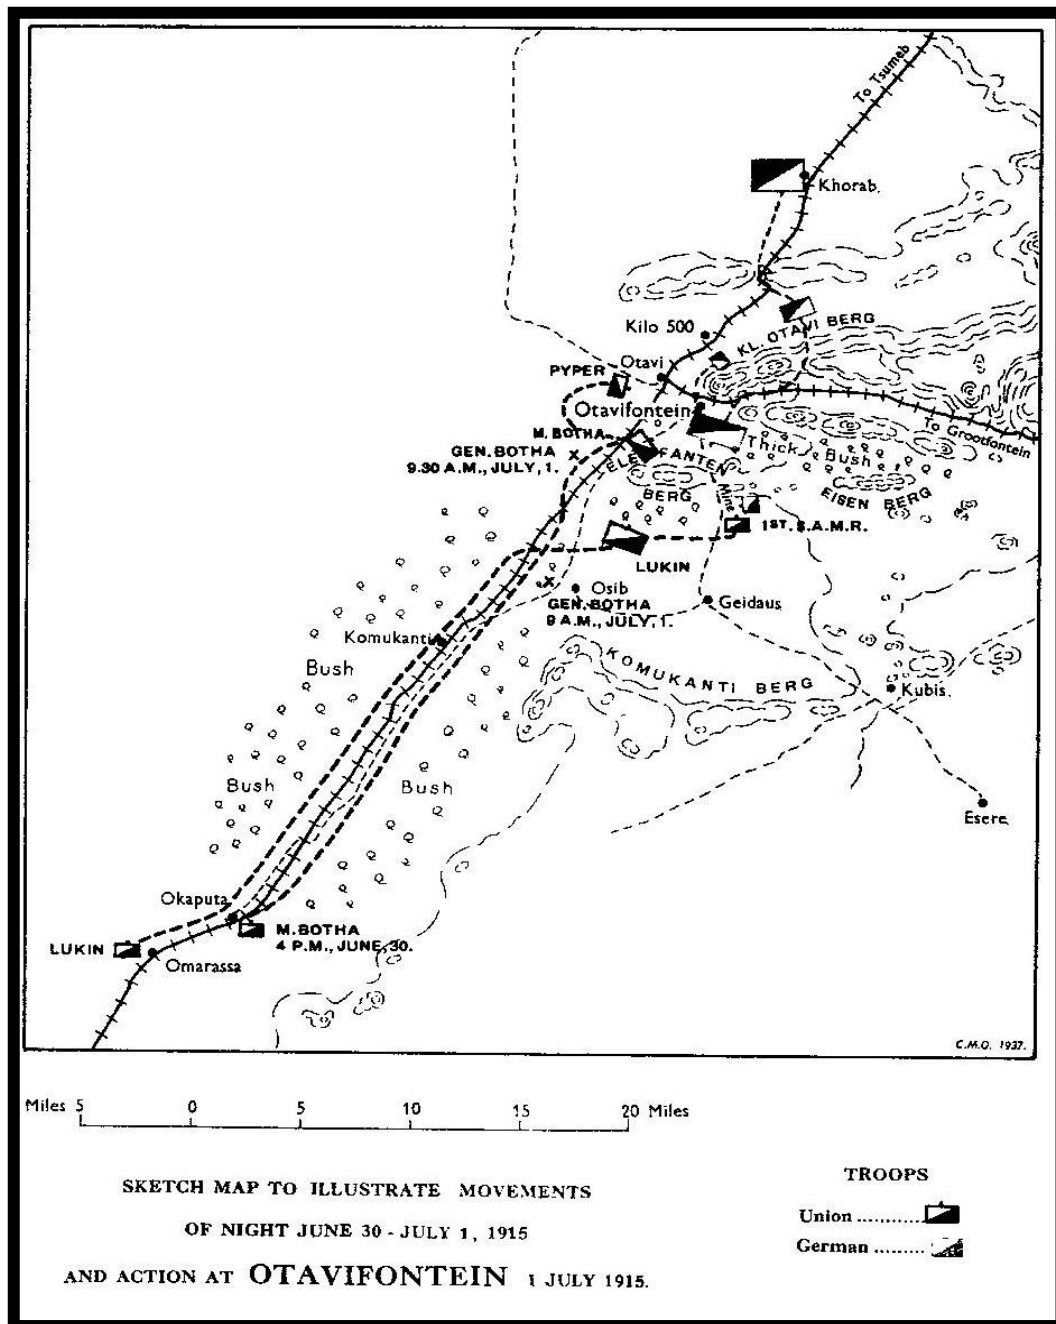 To Tsumeb
Khorab.
Kilo 500
KL. OTAVI BERG
Otavi
PYPER
Otavifontein
To Grootfontein
M. BOTHA
GEN. BOTHA
9.30 A.M., JULY, 1.
ELEFANTEN
BERG
Thick Bush
EISEN BERG
Mine
1ST. S.A.M.R.
LUKIN
Osib
GEN. BOTHA
9 A.M., JULY, 1.
Geidaus
Komukanti
Bush
KOMUKANTI BERG
Kubis.
Bush
Bush
Esere.
Okaputa
M. BOTHA
4 P.M., JUNE, 30.
LUKIN
Omarassa
C.M.O. 1937.
Miles 5 0 5 10 15 20 Miles
SKETCH MAP TO ILLUSTRATE MOVEMENTS
OF NIGHT JUNE 30 - JULY 1, 1915
AND ACTION AT OTAVIFONTEIN 1 JULY 1915.
TROOPS
Union ...........
German ........